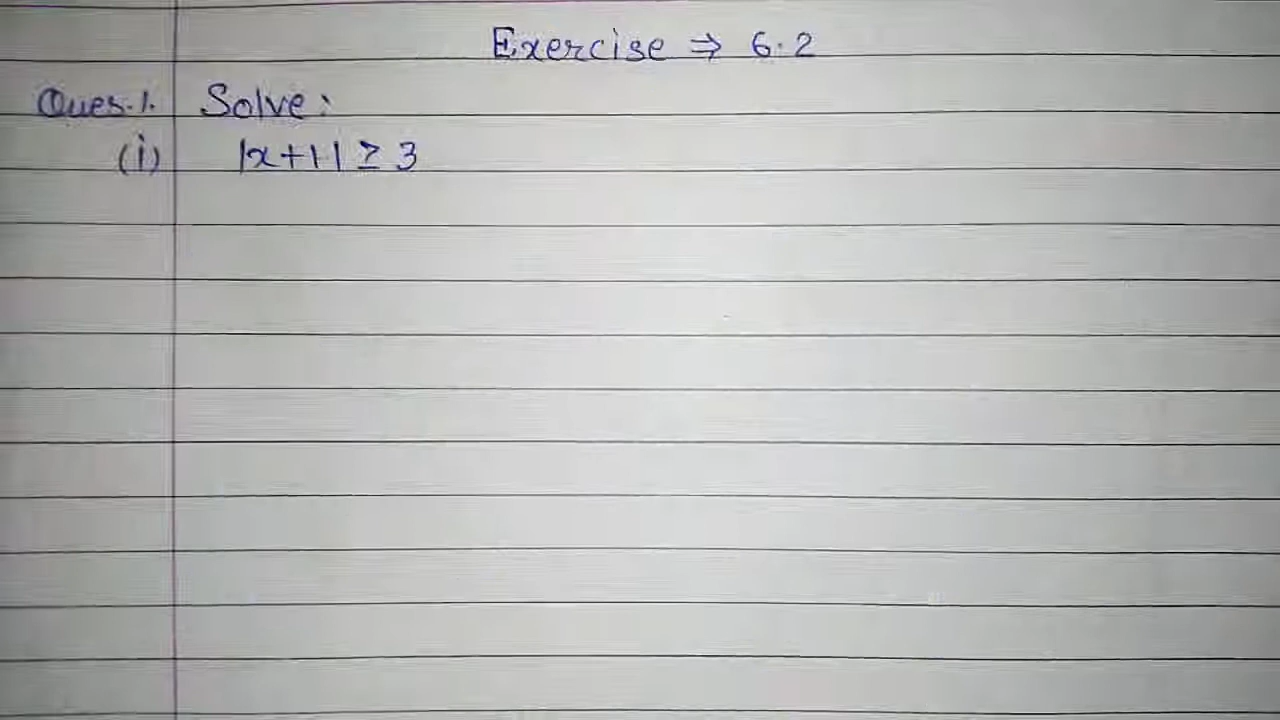 Exercise ⇒ 6.2
Ques.1. Solve:
(i) |x+1| ≥ 3